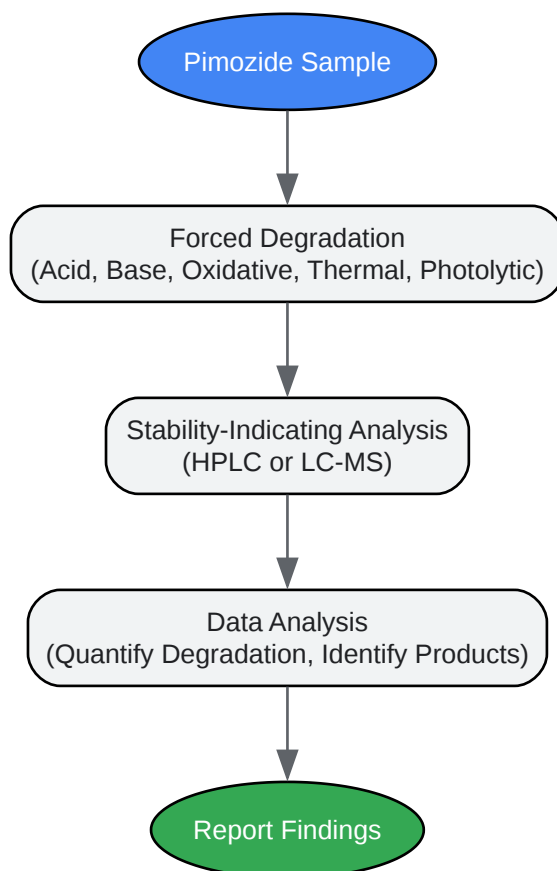 Pimozide Sample
Forced Degradation
(Acid, Base, Oxidative, Thermal, Photolytic)
Stability-Indicating Analysis
(HPLC or LC-MS)
Data Analysis
(Quantify Degradation, Identify Products)
Report Findings